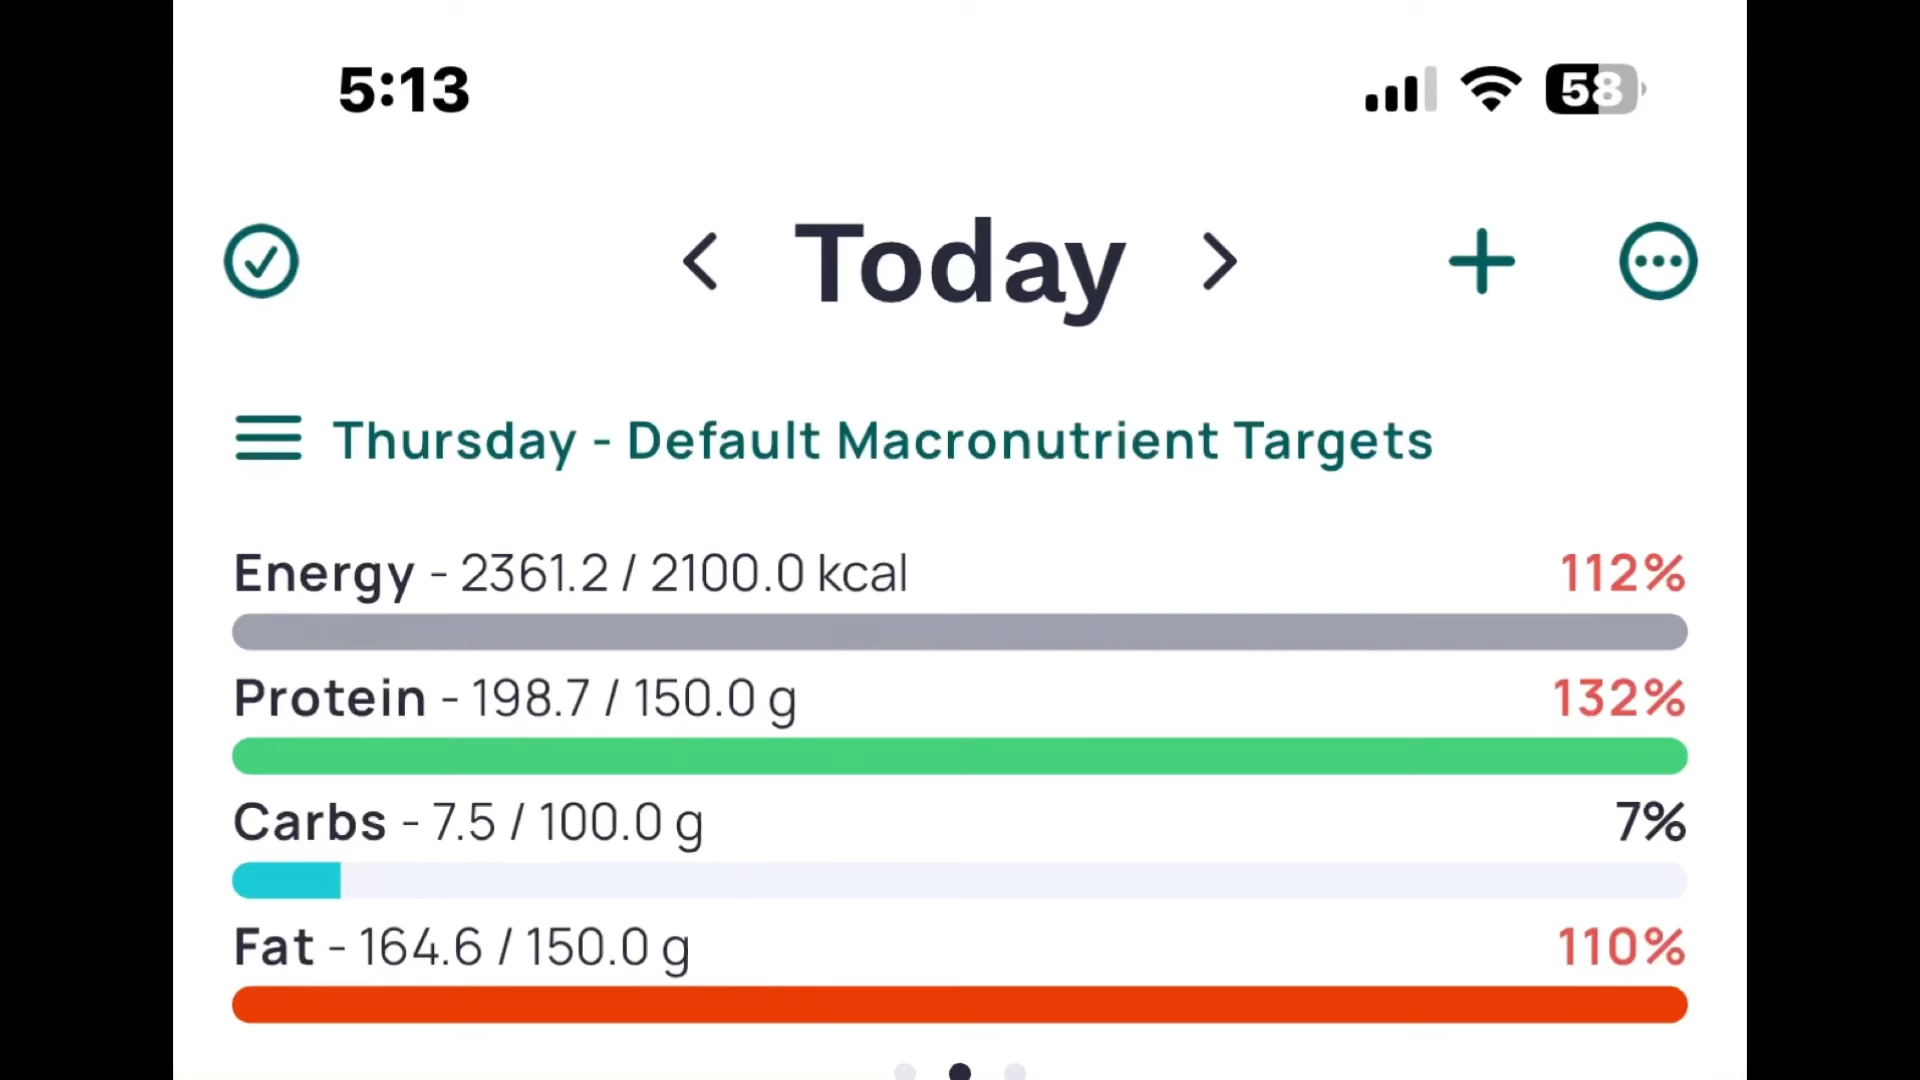 5:13
58
Today
Thursday - Default Macronutrient Targets
Energy - 2361.2 / 2100.0 kcal 112%
Protein - 198.7 / 150.0 g 132%
Carbs - 7.5 / 100.0 g 7%
Fat - 164.6 / 150.0 g 110%